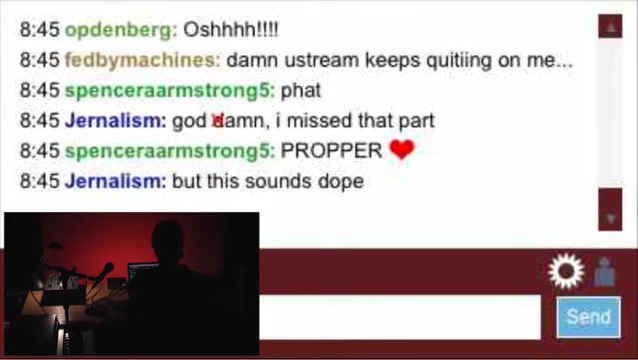 8:45 opdenberg: Oshhhh!!!!
8:45 fedbymachines: damn ustream keeps quitiing on me...
8:45 spenceraarmstrong5: phat
8:45 Jernalism: god damn, i missed that part
8:45 spenceraarmstrong5: PROPPER
8:45 Jernalism: but this sounds dope
Send